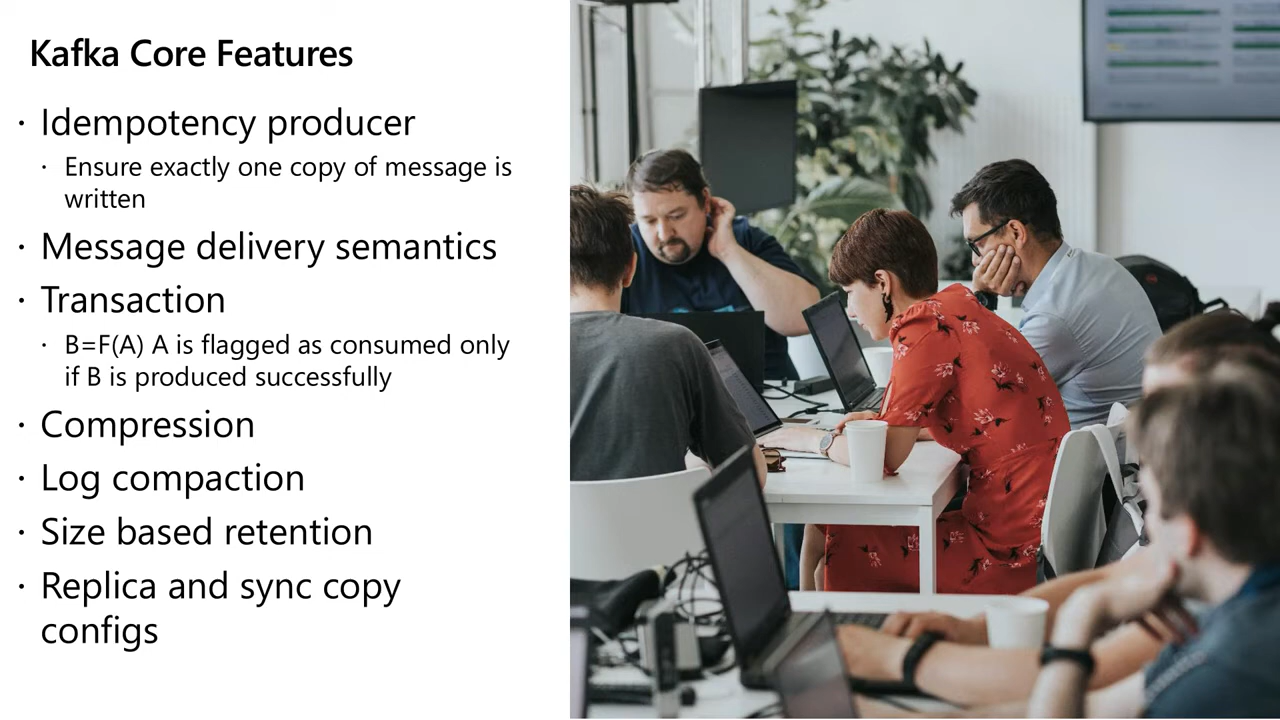 Kafka Core Features
· Idempotency producer
· Ensure exactly one copy of message is
written
· Message delivery semantics
· Transaction
· B=F(A) A is flagged as consumed only
if B is produced successfully
· Compression
· Log compaction
· Size based retention
· Replica and sync copy
configs